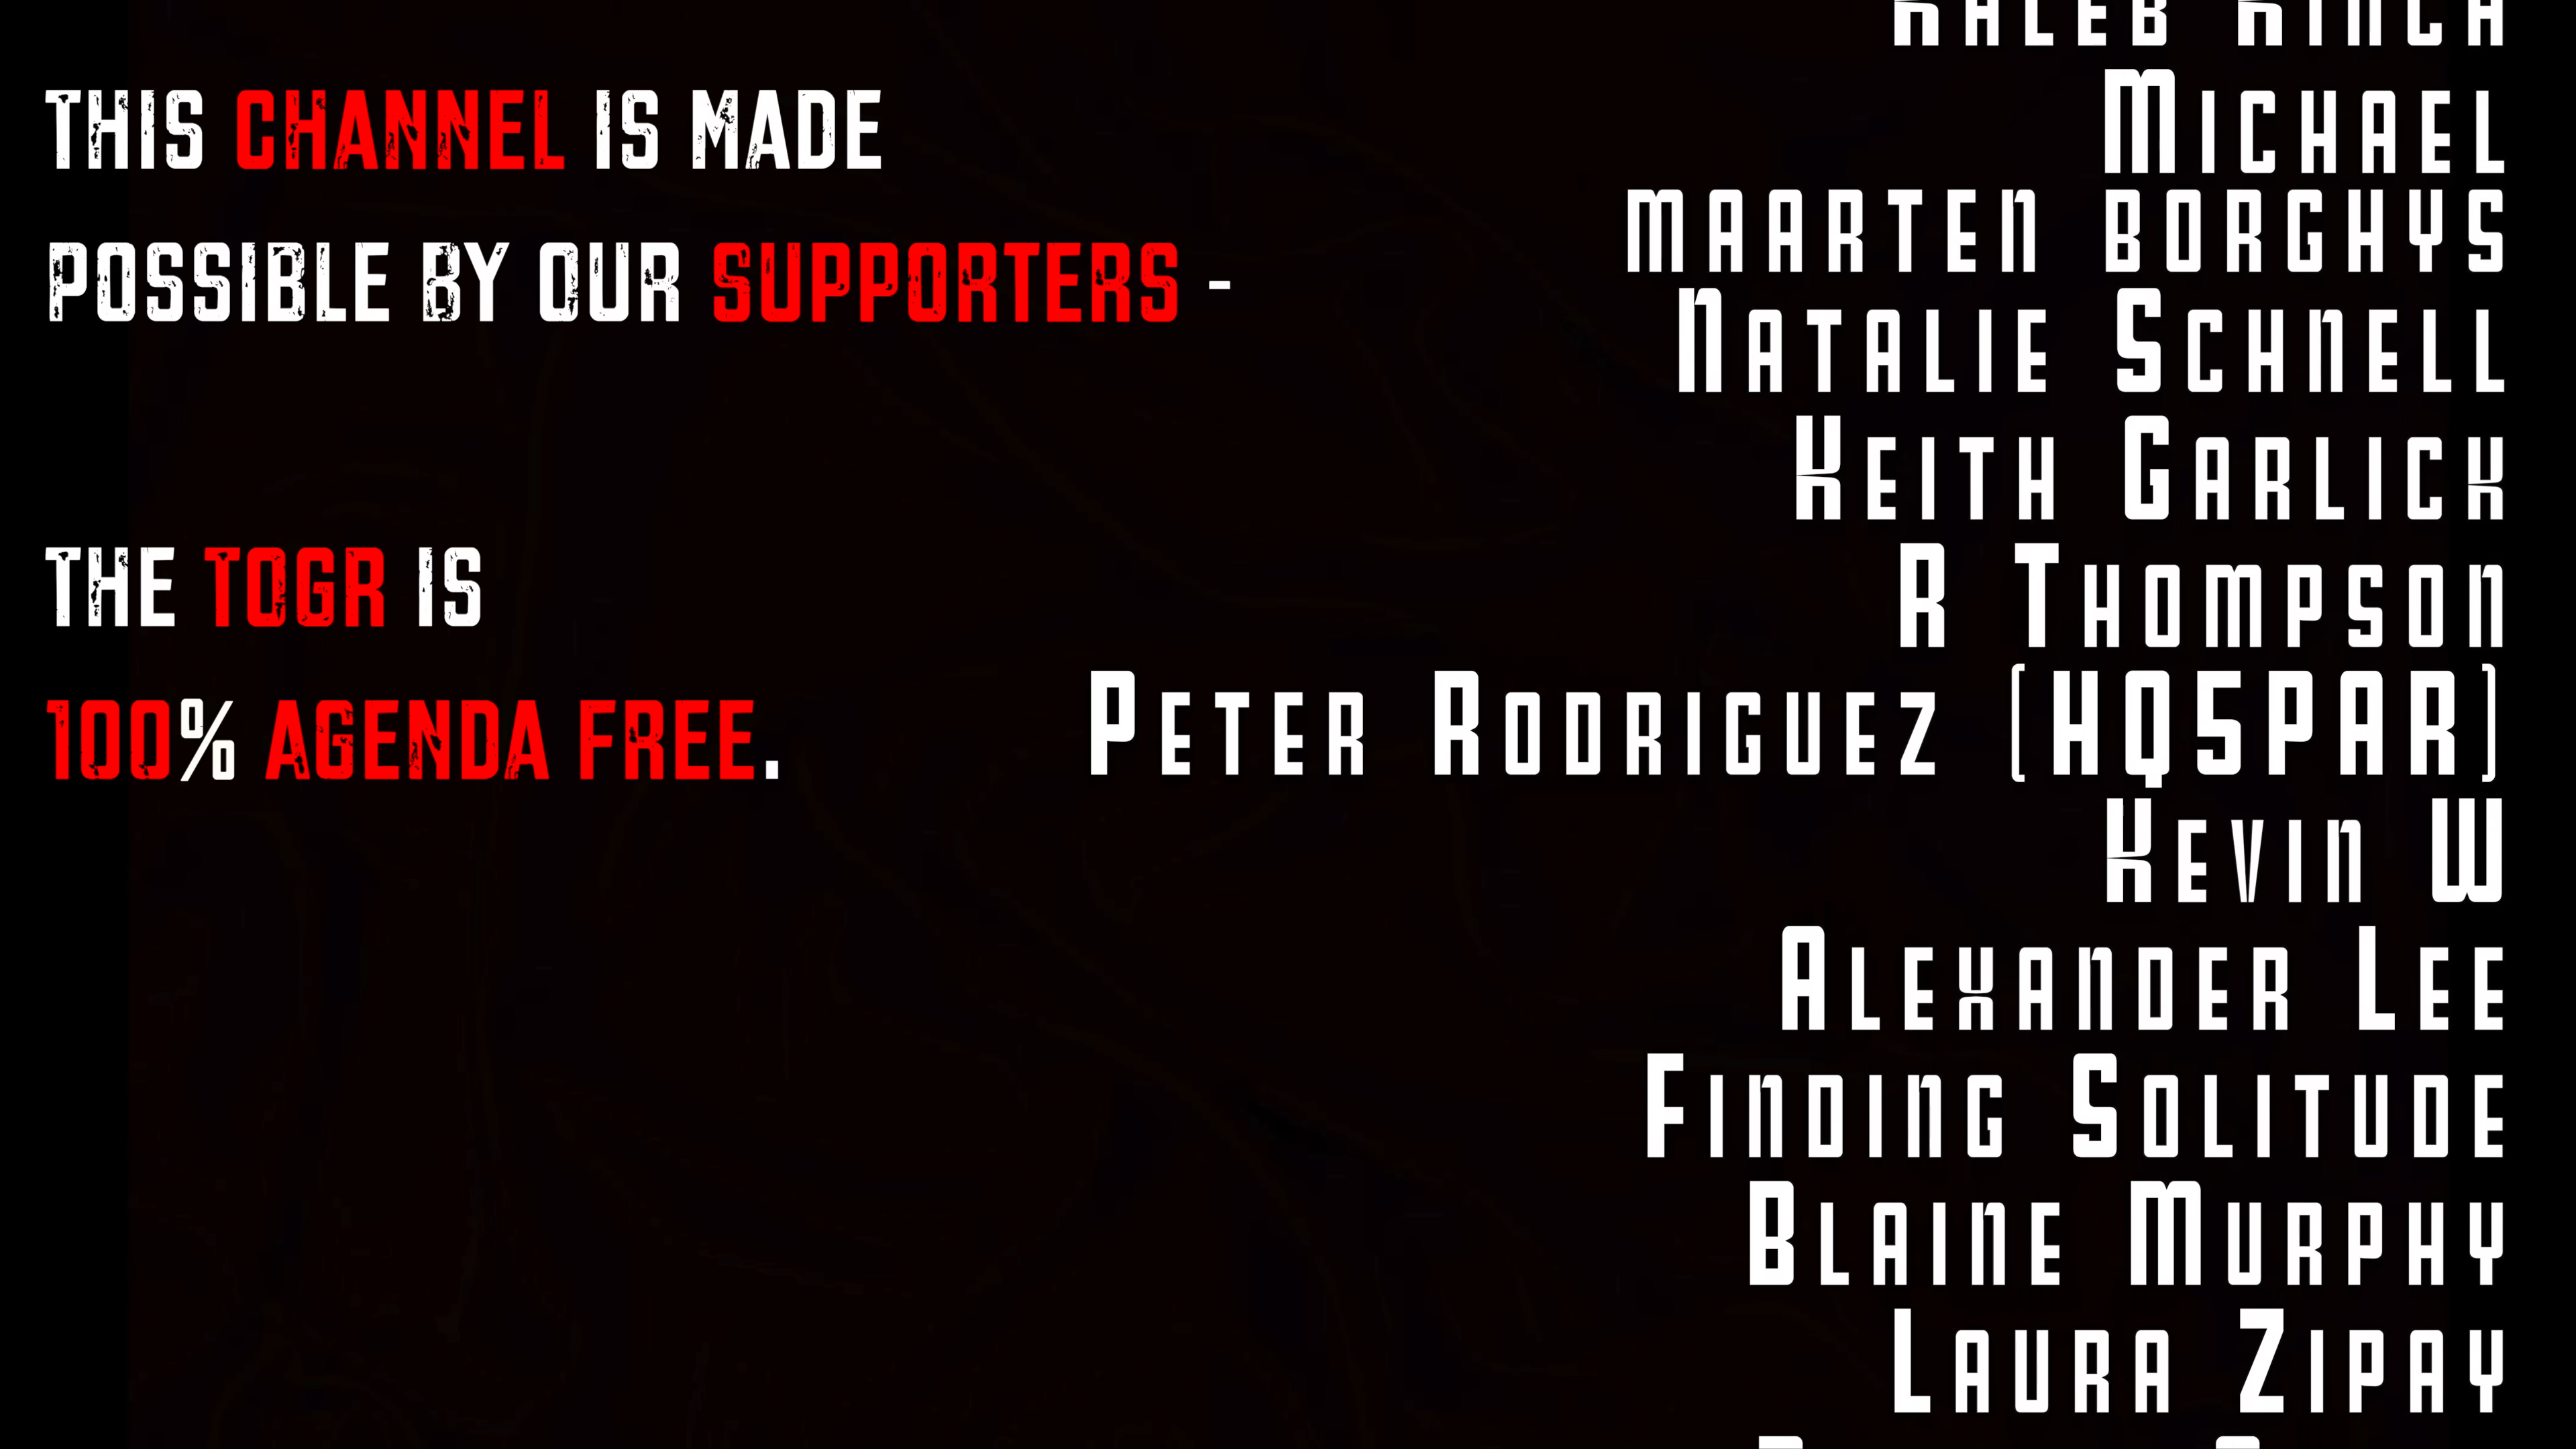 THIS CHANNEL IS MADE
POSSIBLE BY OUR SUPPORTERS -
THE TOGR IS
100% AGENDA FREE.
KALEB
MICHAEL
MAARTEN BORGHYS
NATALIE SCHNELL
KEITH GARLICK
R THOMPSON
PETER RODRIGUEZ (HQ5PAR)
KEVIN W
ALEXANDER LEE
FINDING SOLITUDE
BLAINE MURPHY
LAURA ZIPAY